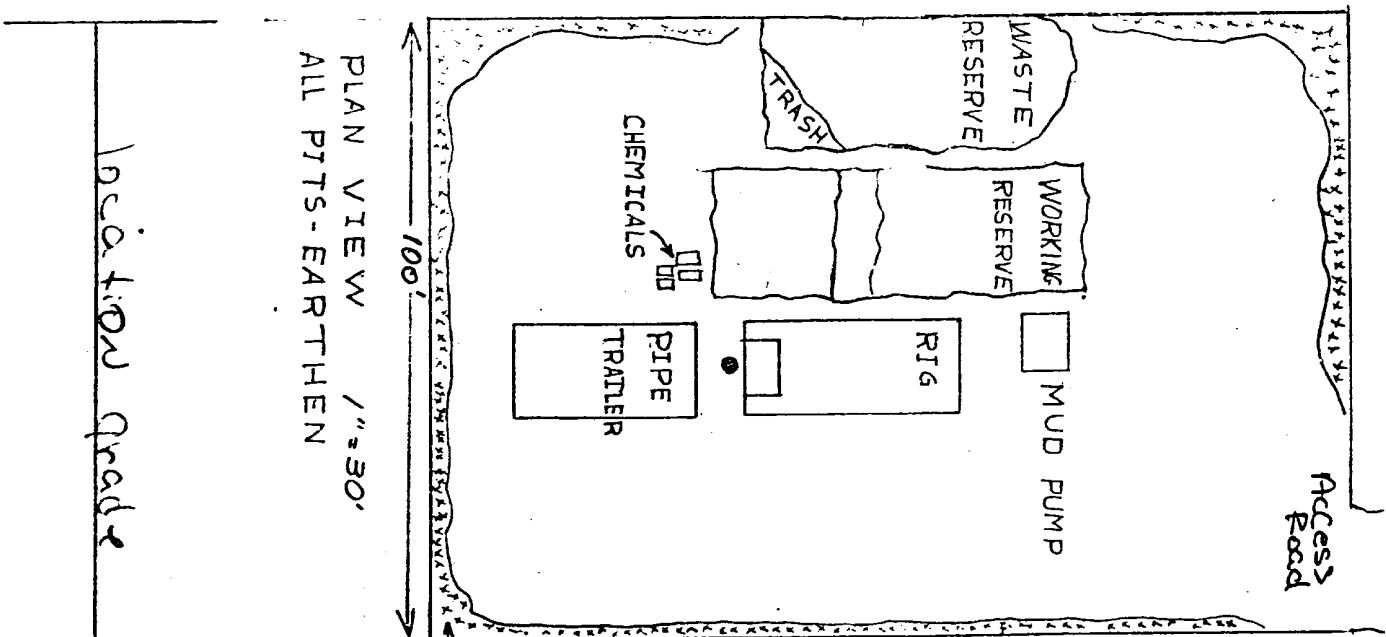 Access
Road
WASTE
RESERVE
TRASH
WORKING
RESERVE
CHEMICALS
MUD PUMP
RIG
PIPE
TRAILER
100'
PLAN VIEW 1"=30'
ALL PITS-EARTHEN
location grade